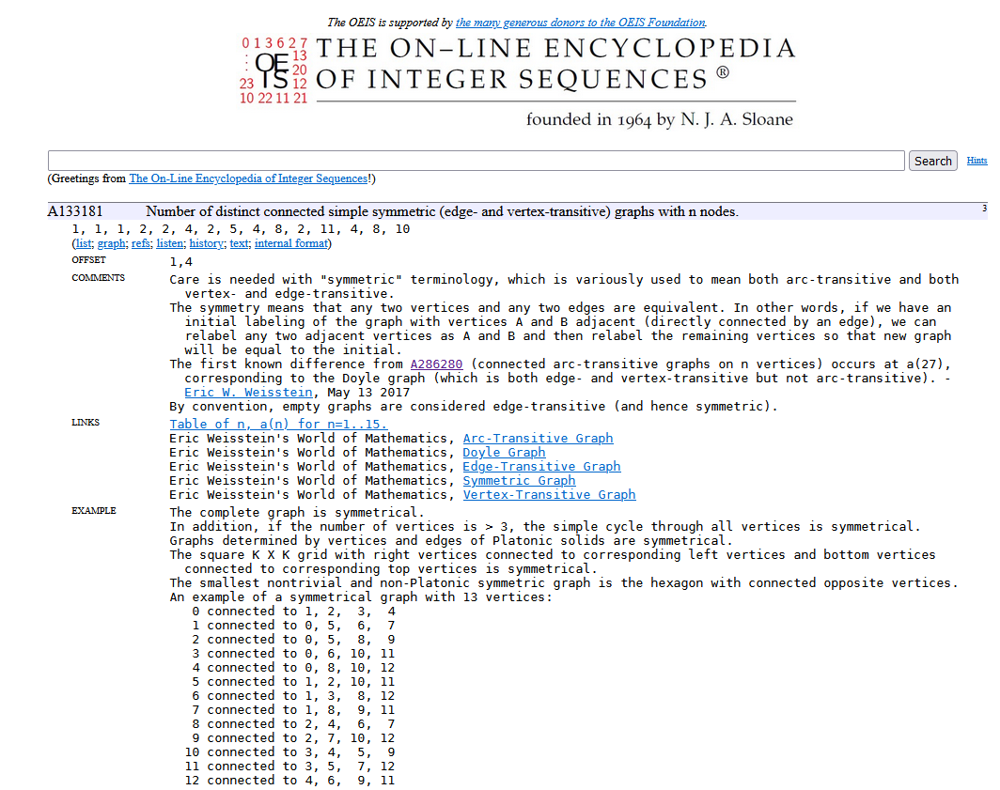 The OEIS is supported by the many generous donors to the OEIS Foundation.
0 1 3 6 2 7
: OE 13
: IS 20
23 12
10 22 11 21
THE ON–LINE ENCYCLOPEDIA
OF INTEGER SEQUENCES ®
founded in 1964 by N. J. A. Sloane
Search Hints
(Greetings from The On-Line Encyclopedia of Integer Sequences!)
A133181 Number of distinct connected simple symmetric (edge- and vertex-transitive) graphs with n nodes. 3
1, 1, 1, 2, 2, 4, 2, 5, 4, 8, 2, 11, 4, 8, 10
(list; graph; refs; listen; history; text; internal format)
OFFSET 1,4
COMMENTS Care is needed with "symmetric" terminology, which is variously used to mean both arc-transitive and both
vertex- and edge-transitive.
The symmetry means that any two vertices and any two edges are equivalent. In other words, if we have an
initial labeling of the graph with vertices A and B adjacent (directly connected by an edge), we can
relabel any two adjacent vertices as A and B and then relabel the remaining vertices so that new graph
will be equal to the initial.
The first known difference from A286280 (connected arc-transitive graphs on n vertices) occurs at a(27),
corresponding to the Doyle graph (which is both edge- and vertex-transitive but not arc-transitive). -
Eric W. Weisstein, May 13 2017
By convention, empty graphs are considered edge-transitive (and hence symmetric).
LINKS Table of n, a(n) for n=1..15.
Eric Weisstein's World of Mathematics, Arc-Transitive Graph
Eric Weisstein's World of Mathematics, Doyle Graph
Eric Weisstein's World of Mathematics, Edge-Transitive Graph
Eric Weisstein's World of Mathematics, Symmetric Graph
Eric Weisstein's World of Mathematics, Vertex-Transitive Graph
EXAMPLE The complete graph is symmetrical.
In addition, if the number of vertices is > 3, the simple cycle through all vertices is symmetrical.
Graphs determined by vertices and edges of Platonic solids are symmetrical.
The square K X K grid with right vertices connected to corresponding left vertices and bottom vertices
connected to corresponding top vertices is symmetrical.
The smallest nontrivial and non-Platonic symmetric graph is the hexagon with connected opposite vertices.
An example of a symmetrical graph with 13 vertices:
0 connected to 1, 2, 3, 4
1 connected to 0, 5, 6, 7
2 connected to 0, 5, 8, 9
3 connected to 0, 6, 10, 11
4 connected to 0, 8, 10, 12
5 connected to 1, 2, 10, 11
6 connected to 1, 3, 8, 12
7 connected to 1, 8, 9, 11
8 connected to 2, 4, 6, 7
9 connected to 2, 7, 10, 12
10 connected to 3, 4, 5, 9
11 connected to 3, 5, 7, 12
12 connected to 4, 6, 9, 11